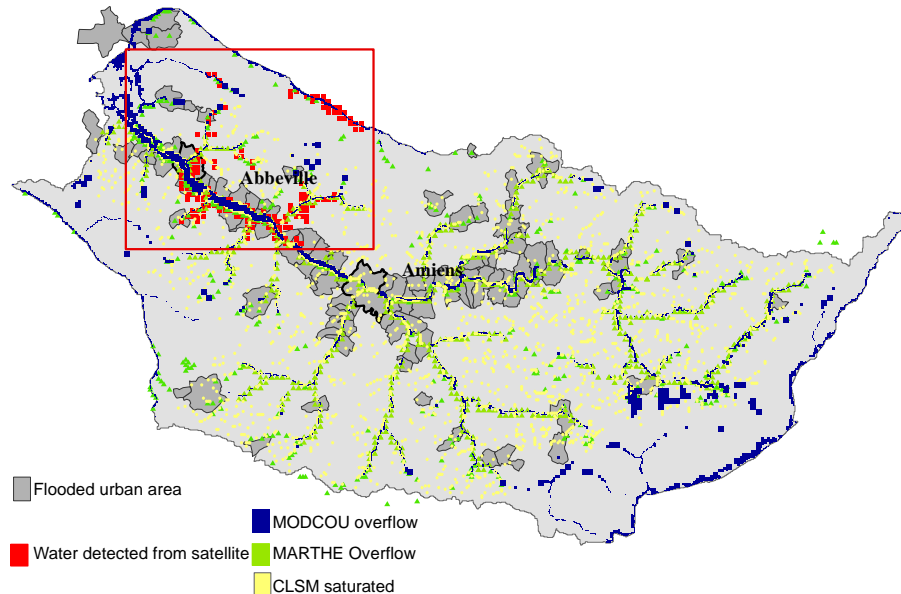 Abbeville
Amiens
Flooded urban area
MODCOU overflow
Water detected from satellite
MARTHE Overflow
CLSM saturated